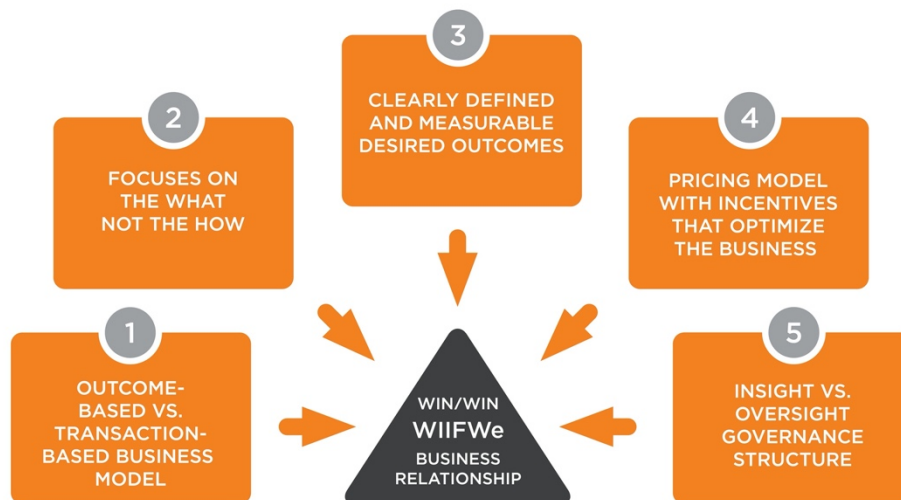 1
OUTCOME-
BASED VS.
TRANSACTION-
BASED BUSINESS
MODEL
2
FOCUSES ON
THE WHAT
NOT THE HOW
3
CLEARLY DEFINED
AND MEASURABLE
DESIRED OUTCOMES
4
PRICING MODEL
WITH INCENTIVES
THAT OPTIMIZE
THE BUSINESS
5
INSIGHT VS.
OVERSIGHT
GOVERNANCE
STRUCTURE
WIN/WIN
WIIFWe
BUSINESS
RELATIONSHIP